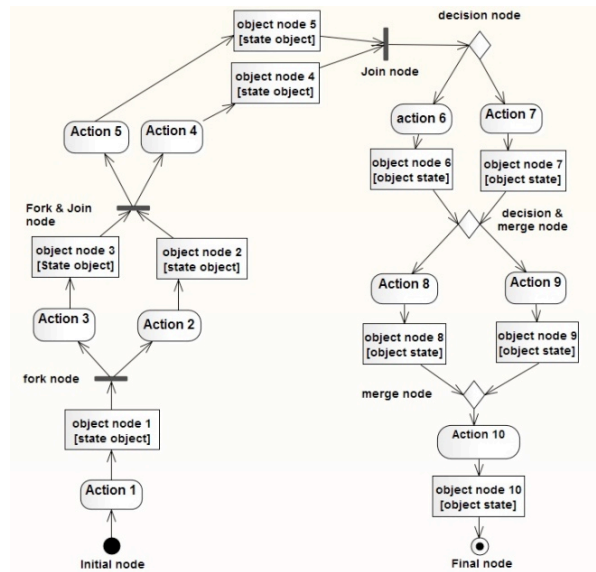 object node 5
[state object]
decision node
object node 4
[state object]
Join node
Action 5
Action 4
action 6
Action 7
object node 6
[object state]
object node 7
[object state]
Fork & Join
node
decision &
merge node
object node 3
[State object]
object node 2
[state object]
Action 8
Action 9
Action 3
Action 2
object node 8
[object state]
object node 9
[object state]
fork node
merge node
object node 1
[state object]
Action 10
Action 1
object node 10
[object state]
Initial node
Final node